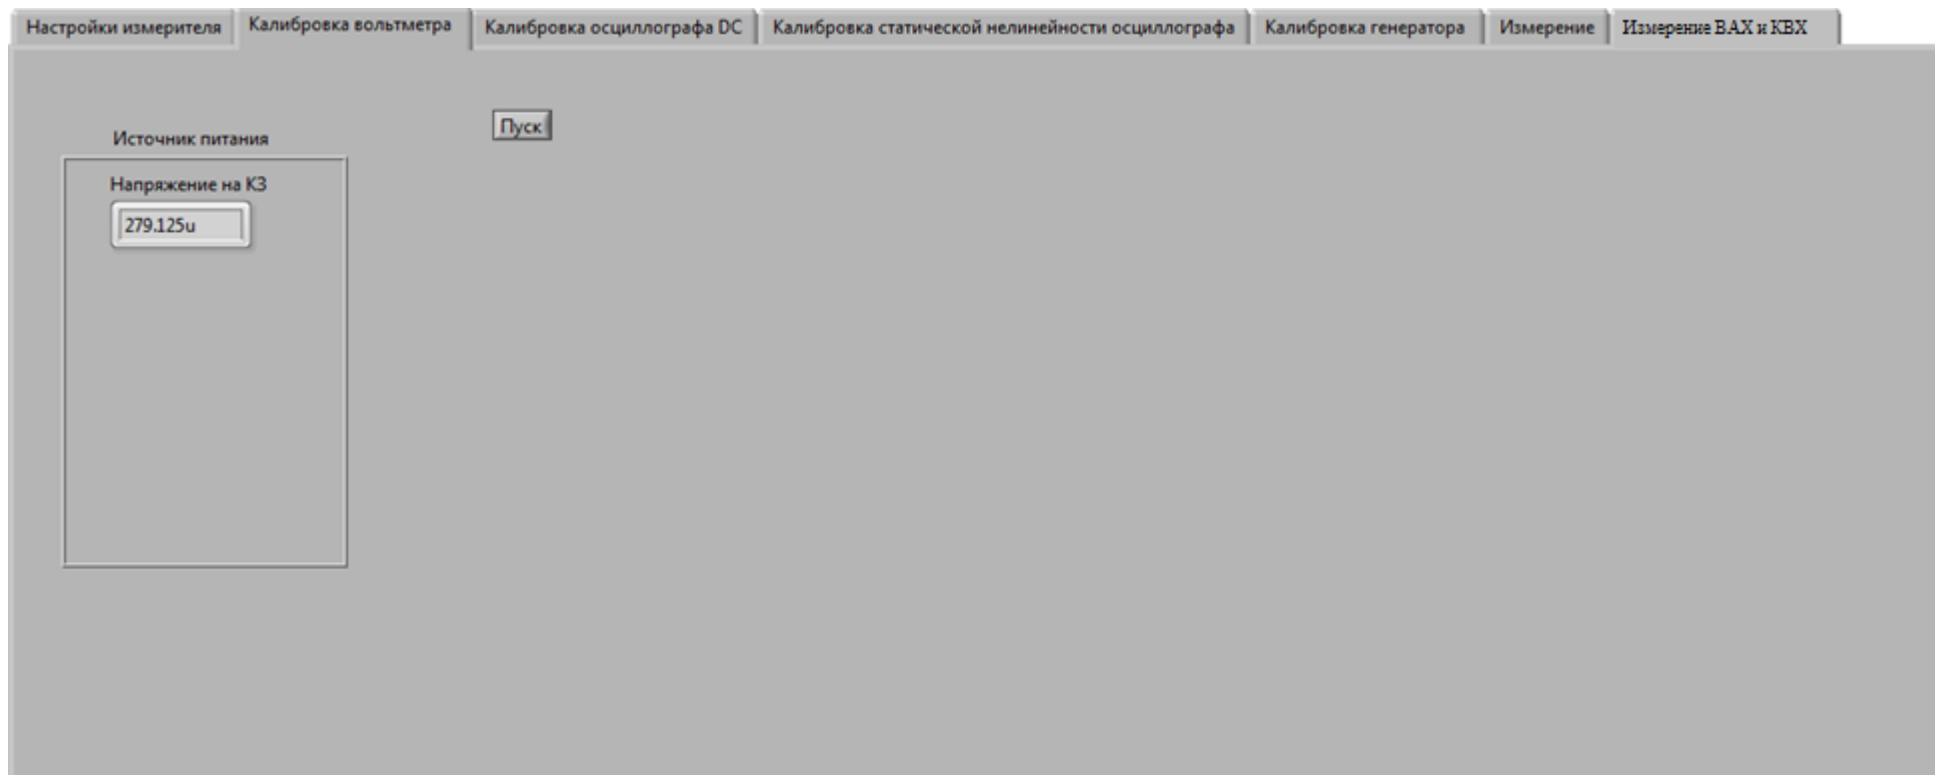 Настройки измерителя
Калибровка вольтметра
Калибровка осциллографа DC
Калибровка статической нелинейности осциллографа
Калибровка генератора
Измерение
Измерение ВАХ и КВХ
Пуск
Источник питания
Напряжение на КЗ
279.125u